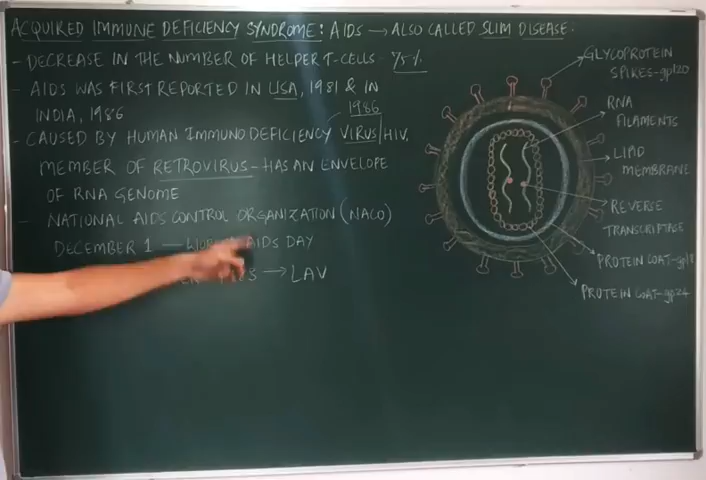 ACQUIRED IMMUNE DEFICIENCY SYNDROME: AIDS → ALSO CALLED SLIM DISEASE.
- DECREASE IN THE NUMBER OF HELPER T-CELLS - 75%
- AIDS WAS FIRST REPORTED IN USA, 1981 & IN
INDIA, 1986
1986
- CAUSED BY HUMAN IMMUNODEFICIENCY VIRUS/HIV.
MEMBER OF RETROVIRUS - HAS AN ENVELOPE
OF RNA GENOME
- NATIONAL AIDS CONTROL ORGANIZATION (NACO)
DECEMBER 1 — AIDS DAY
→ LAV
GLYCOPROTEIN
SPIKES-gp120
RNA
FILAMENTS
LIPID
MEMBRANE
REVERSE
TRANSCRIPTASE
PROTEIN COAT-gp18
PROTEIN COAT-gp24